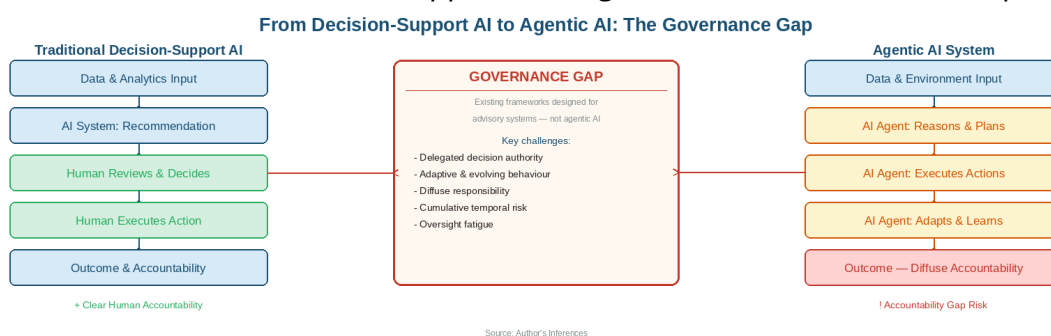 From Decision-Support AI to Agentic AI: The Governance Gap
Traditional Decision-Support AI
Data & Analytics Input
AI System: Recommendation
Human Reviews & Decides
Human Executes Action
Outcome & Accountability
+ Clear Human Accountability
GOVERNANCE GAP
Existing frameworks designed for
advisory systems — not agentic AI
Key challenges:
- Delegated decision authority
- Adaptive & evolving behaviour
- Diffuse responsibility
- Cumulative temporal risk
- Oversight fatigue
Agentic AI System
Data & Environment Input
AI Agent: Reasons & Plans
AI Agent: Executes Actions
AI Agent: Adapts & Learns
Outcome — Diffuse Accountability
! Accountability Gap Risk
Source: Author's Inferences